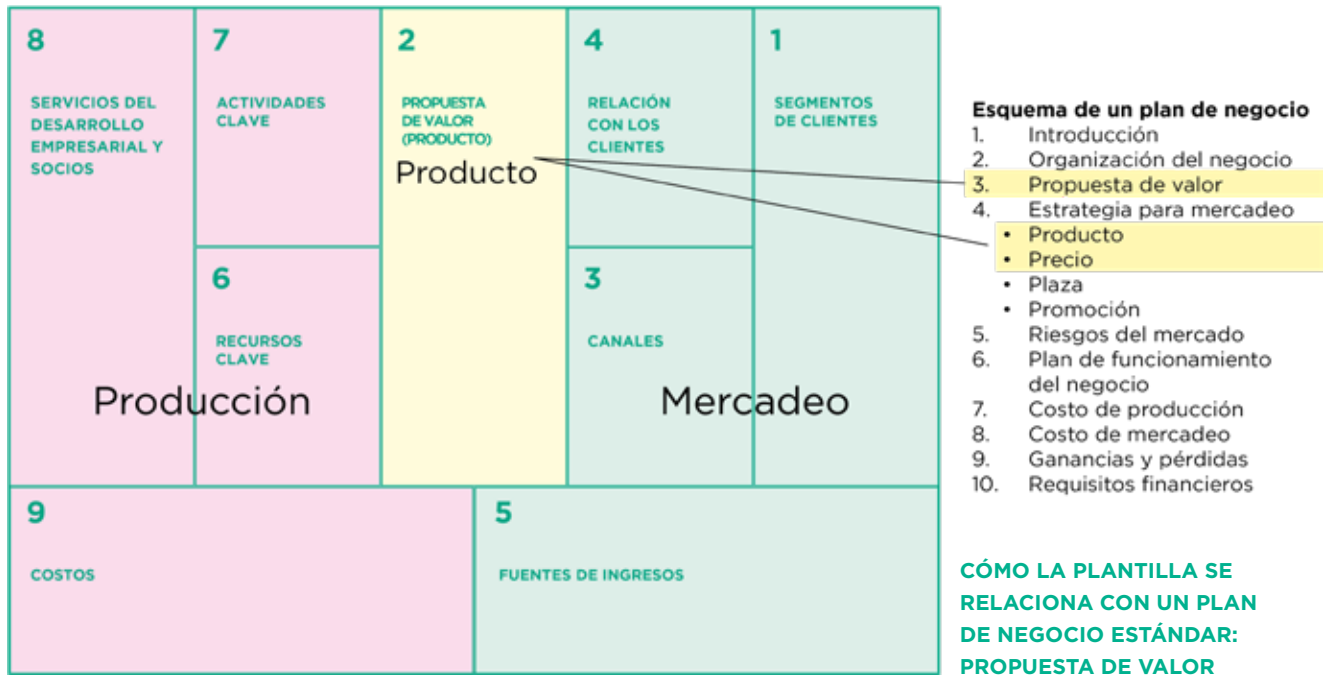 8
SERVICIOS DEL
DESARROLLO
EMPRESARIAL Y
SOCIOS
7
ACTIVIDADES
CLAVE
2
PROPUESTA
DE VALOR
(PRODUCTO)
Producto
4
RELACIÓN
CON LOS
CLIENTES
1
SEGMENTOS
DE CLIENTES
6
RECURSOS
CLAVE
3
CANALES
Producción
Mercadeo
9
COSTOS
5
FUENTES DE INGRESOS
Esquema de un plan de negocio
1. Introducción
2. Organización del negocio
3. Propuesta de valor
4. Estrategia para mercadeo
• Producto
• Precio
• Plaza
• Promoción
5. Riesgos del mercado
6. Plan de funcionamiento
del negocio
7. Costo de producción
8. Costo de mercadeo
9. Ganancias y pérdidas
10. Requisitos financieros
CÓMO LA PLANTILLA SE
RELACIONA CON UN PLAN
DE NEGOCIO ESTÁNDAR:
PROPUESTA DE VALOR